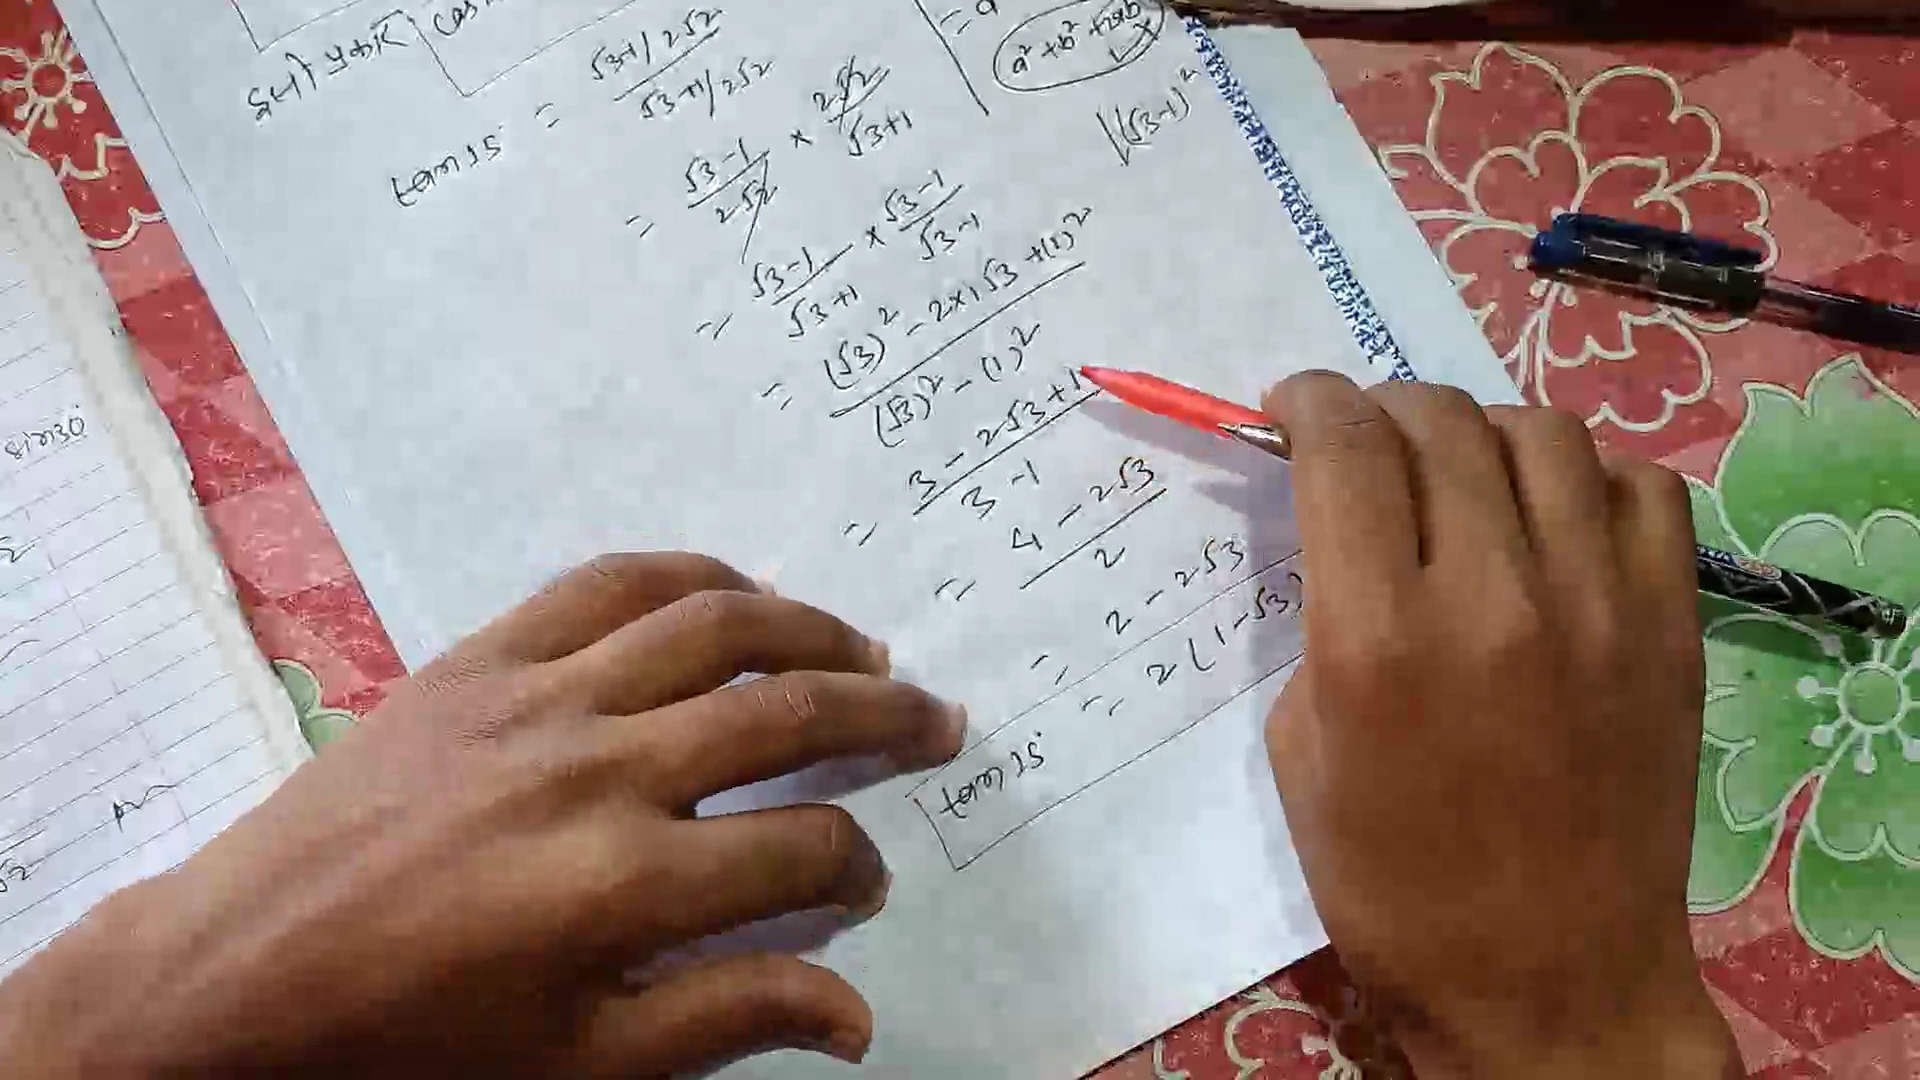 a² + b² + 2ab
(√3-1)²
इसी प्रकार
tan 15° = √3+1/2√2 / √3+1/2√2
= √3-1/2√2 × 2√2/√3+1
= √3-1/√3+1 × √3-1/√3-1
= (√3)² - 2×1√3 + (1)² / (√3)² - (1)²
= 3 - 2√3 + 1 / 3 - 1
= 4 - 2√3 / 2
= 2 - 2√3
tan 15° = 2(1-√3)
sin30